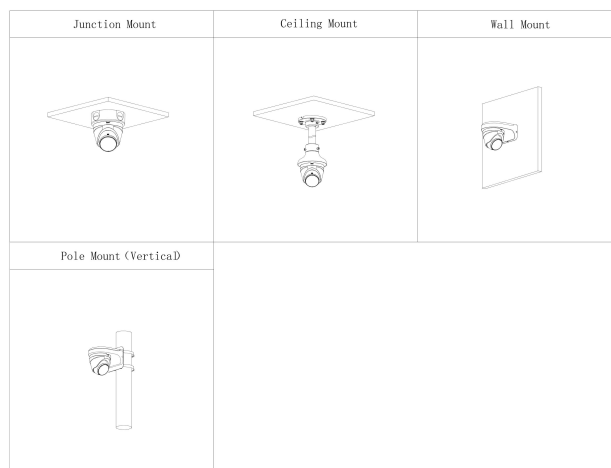 Junction Mount
Ceiling Mount
Wall Mount
Pole Mount (Vertical)